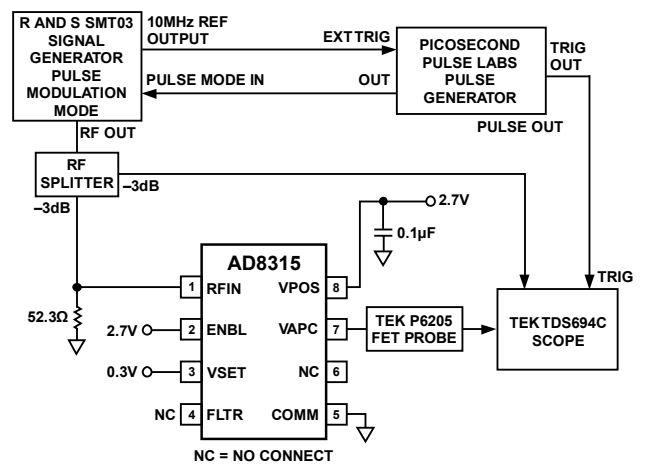 R AND S SMT03
SIGNAL
GENERATOR
PULSE
MODULATION
MODE
10MHz REF
OUTPUT
EXT TRIG
PULSE MODE IN
OUT
PICOSECOND
PULSE LABS
PULSE
GENERATOR
TRIG
OUT
PULSE OUT
RF OUT
RF
SPLITTER
–3dB
–3dB
2.7V
0.1µF
AD8315
1
RFIN
VPOS
8
52.3Ω
2.7V
2
ENBL
VAPC
7
TEK P6205
FET PROBE
TRIG
TEK TDS694C
SCOPE
0.3V
3
VSET
NC
6
NC
4
FLTR
COMM
5
NC = NO CONNECT